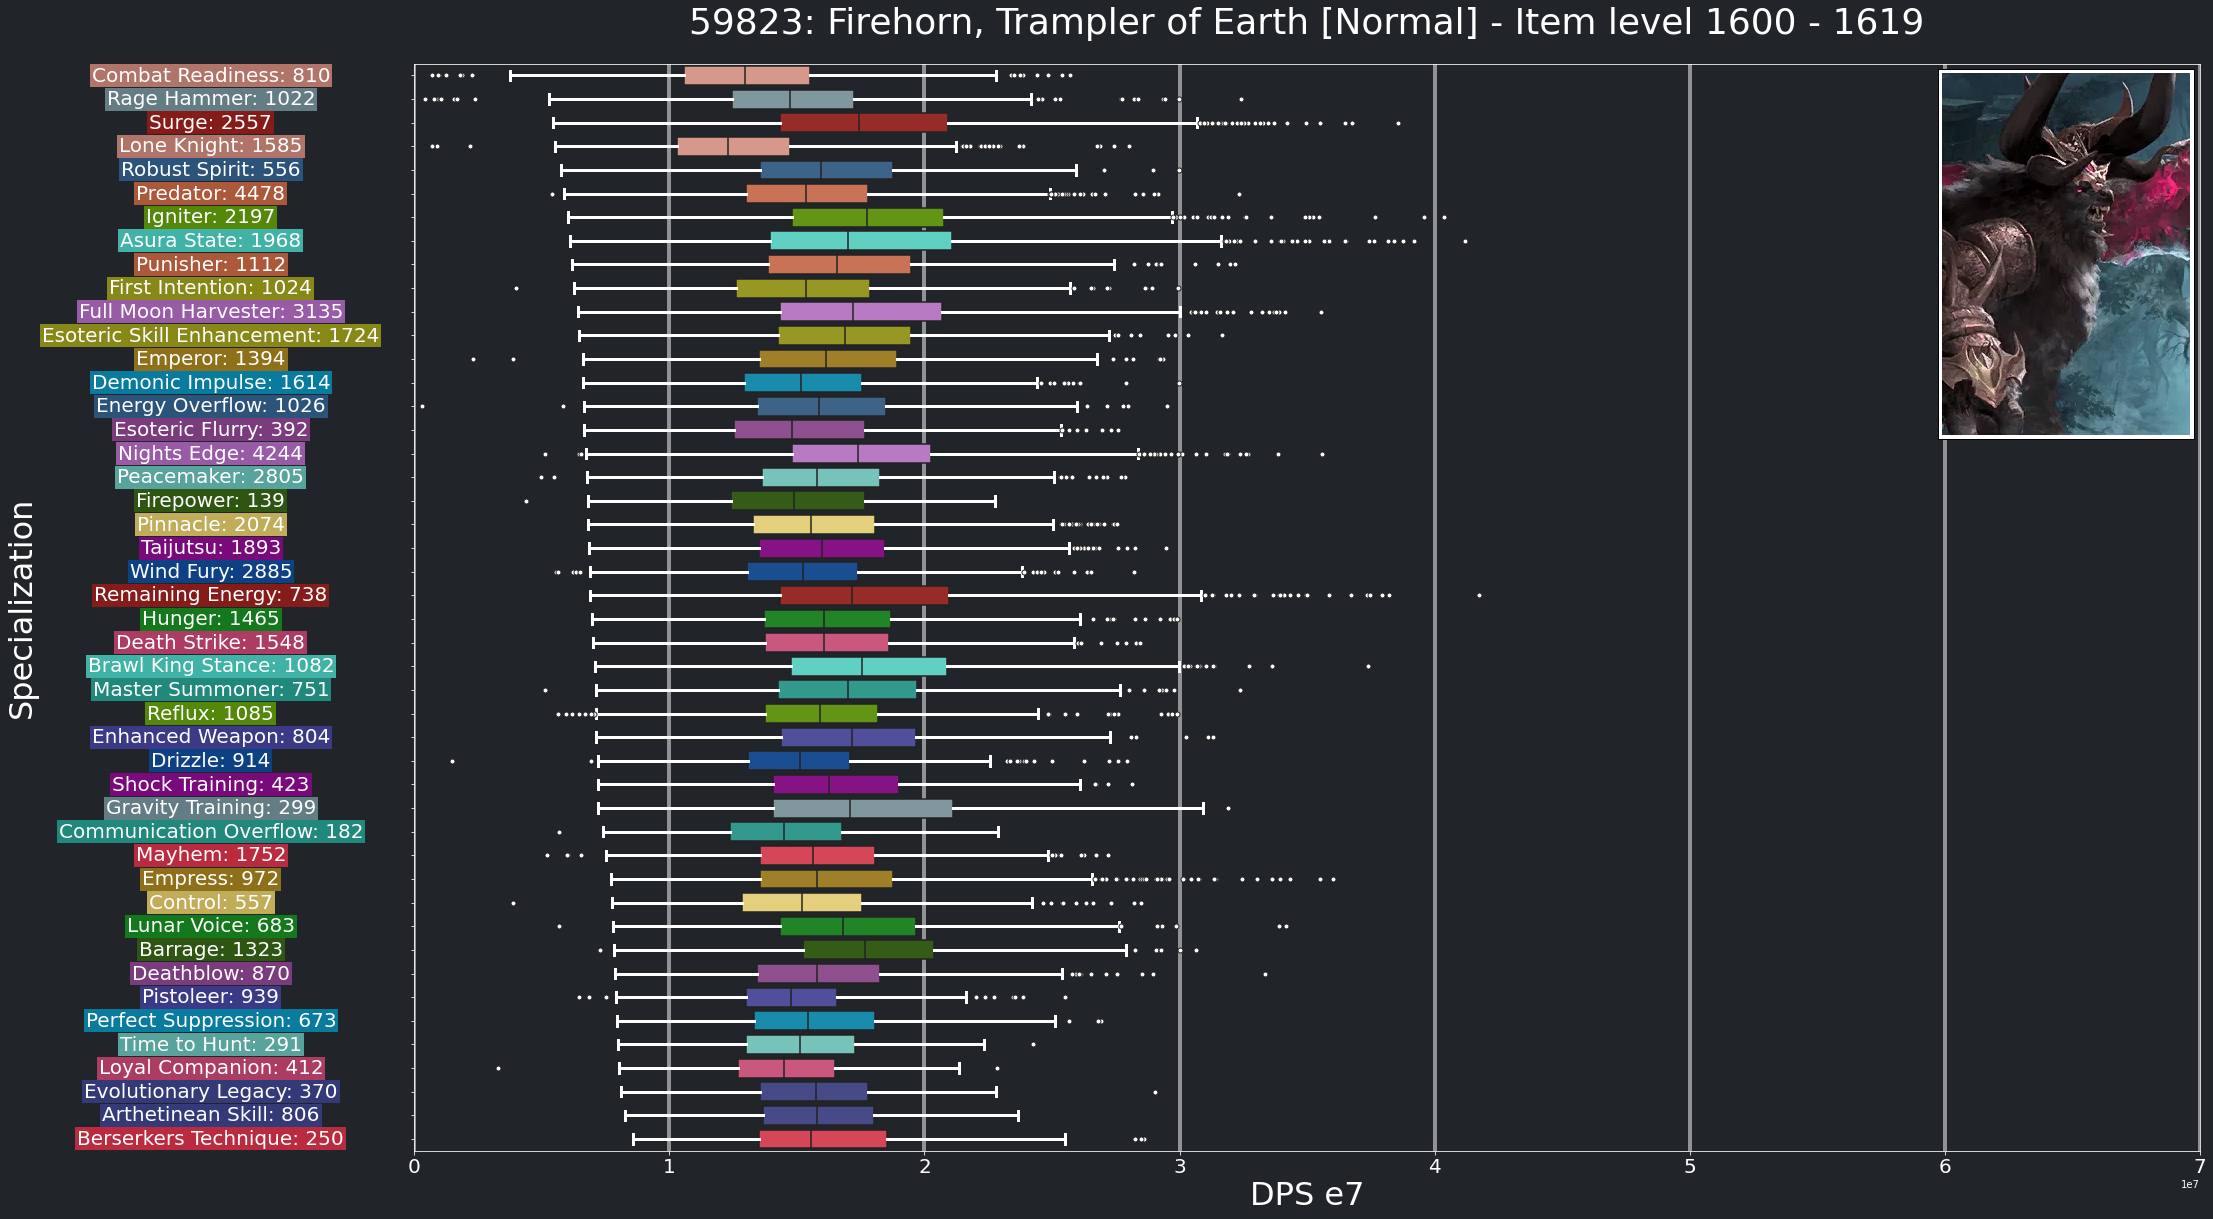 59823: Firehorn, Trampler of Earth [Normal] - Item level 1600 - 1619
Specialization
Combat Readiness: 810
Rage Hammer: 1022
Surge: 2557
Lone Knight: 1585
Robust Spirit: 556
Predator: 4478
Igniter: 2197
Asura State: 1968
Punisher: 1112
First Intention: 1024
Full Moon Harvester: 3135
Esoteric Skill Enhancement: 1724
Emperor: 1394
Demonic Impulse: 1614
Energy Overflow: 1026
Esoteric Flurry: 392
Nights Edge: 4244
Peacemaker: 2805
Firepower: 139
Pinnacle: 2074
Taijutsu: 1893
Wind Fury: 2885
Remaining Energy: 738
Hunger: 1465
Death Strike: 1548
Brawl King Stance: 1082
Master Summoner: 751
Reflux: 1085
Enhanced Weapon: 804
Drizzle: 914
Shock Training: 423
Gravity Training: 299
Communication Overflow: 182
Mayhem: 1752
Empress: 972
Control: 557
Lunar Voice: 683
Barrage: 1323
Deathblow: 870
Pistoleer: 939
Perfect Suppression: 673
Time to Hunt: 291
Loyal Companion: 412
Evolutionary Legacy: 370
Arthetinean Skill: 806
Berserkers Technique: 250
0 1 2 3 4 5 6 7
1e7
DPS e7